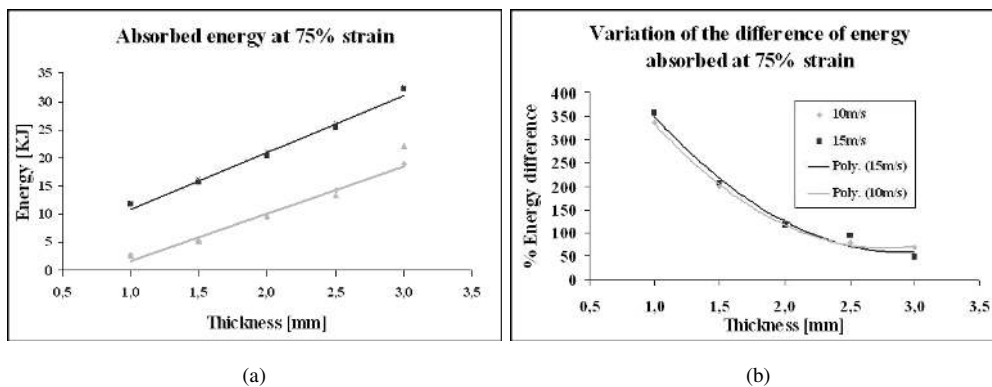 Absorbed energy at 75% strain
Energy [KJ]
35
30
25
20
15
10
5
0
0,5 1,0 1,5 2,0 2,5 3,0 3,5
Thickness [mm]
(a)
Variation of the difference of energy
absorbed at 75% strain
% Energy difference
400
350
300
250
200
150
100
50
0
10m/s
15m/s
Poly. (15m/s)
Poly. (10m/s)
0,5 1,0 1,5 2,0 2,5 3,0 3,5
Thickness [mm]
(b)